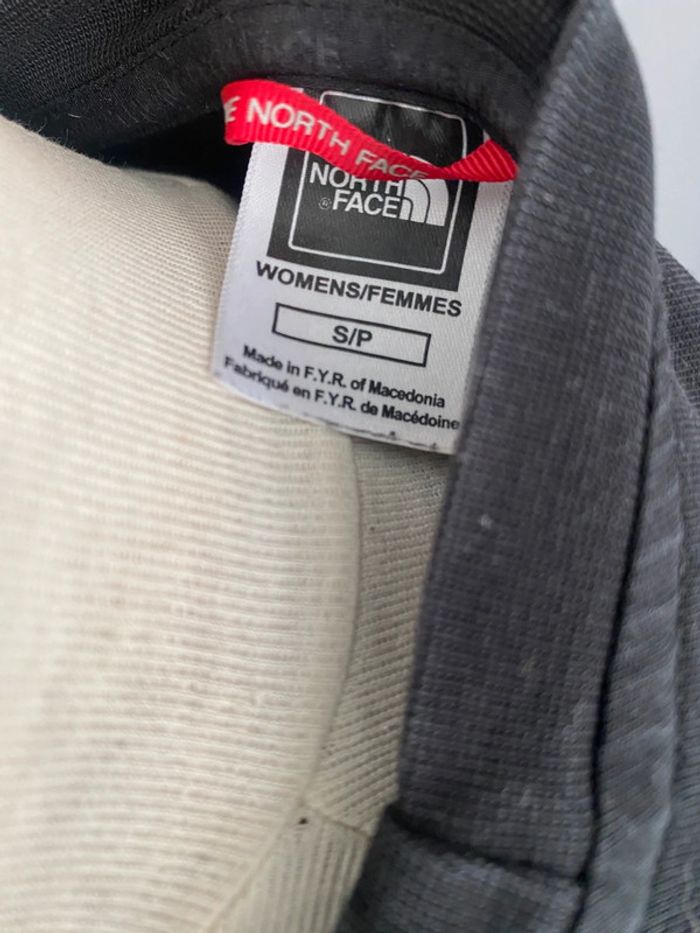 E NORTH FACE
NORTH
® FACE
WOMENS/FEMMES
S/P
Made in F.Y.R. of Macedonia
Fabriqué en F.Y.R. de Macédoine